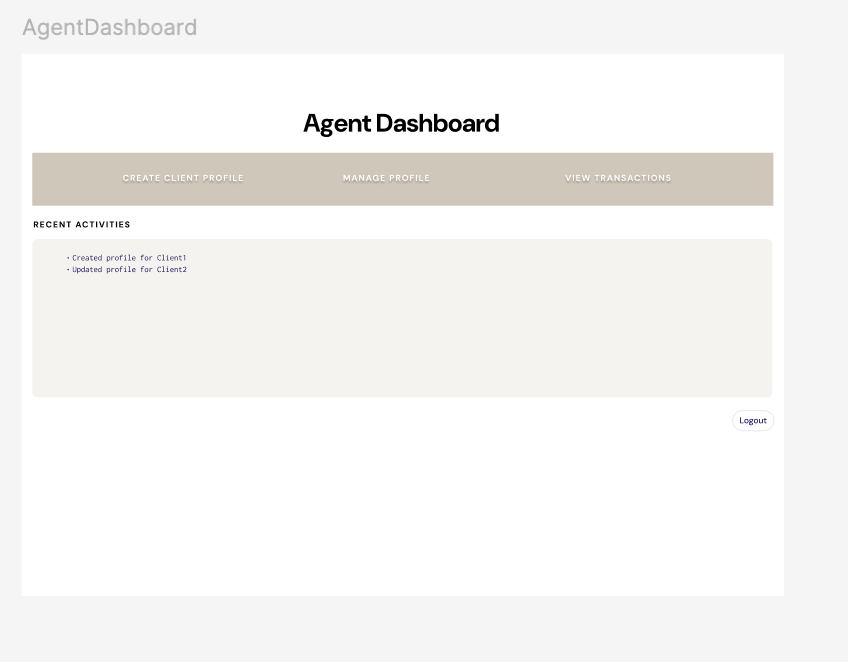 AgentDashboard
Agent Dashboard
CREATE CLIENT PROFILE MANAGE PROFILE VIEW TRANSACTIONS
RECENT ACTIVITIES
· Created profile for Client1
· Updated profile for Client2
Logout